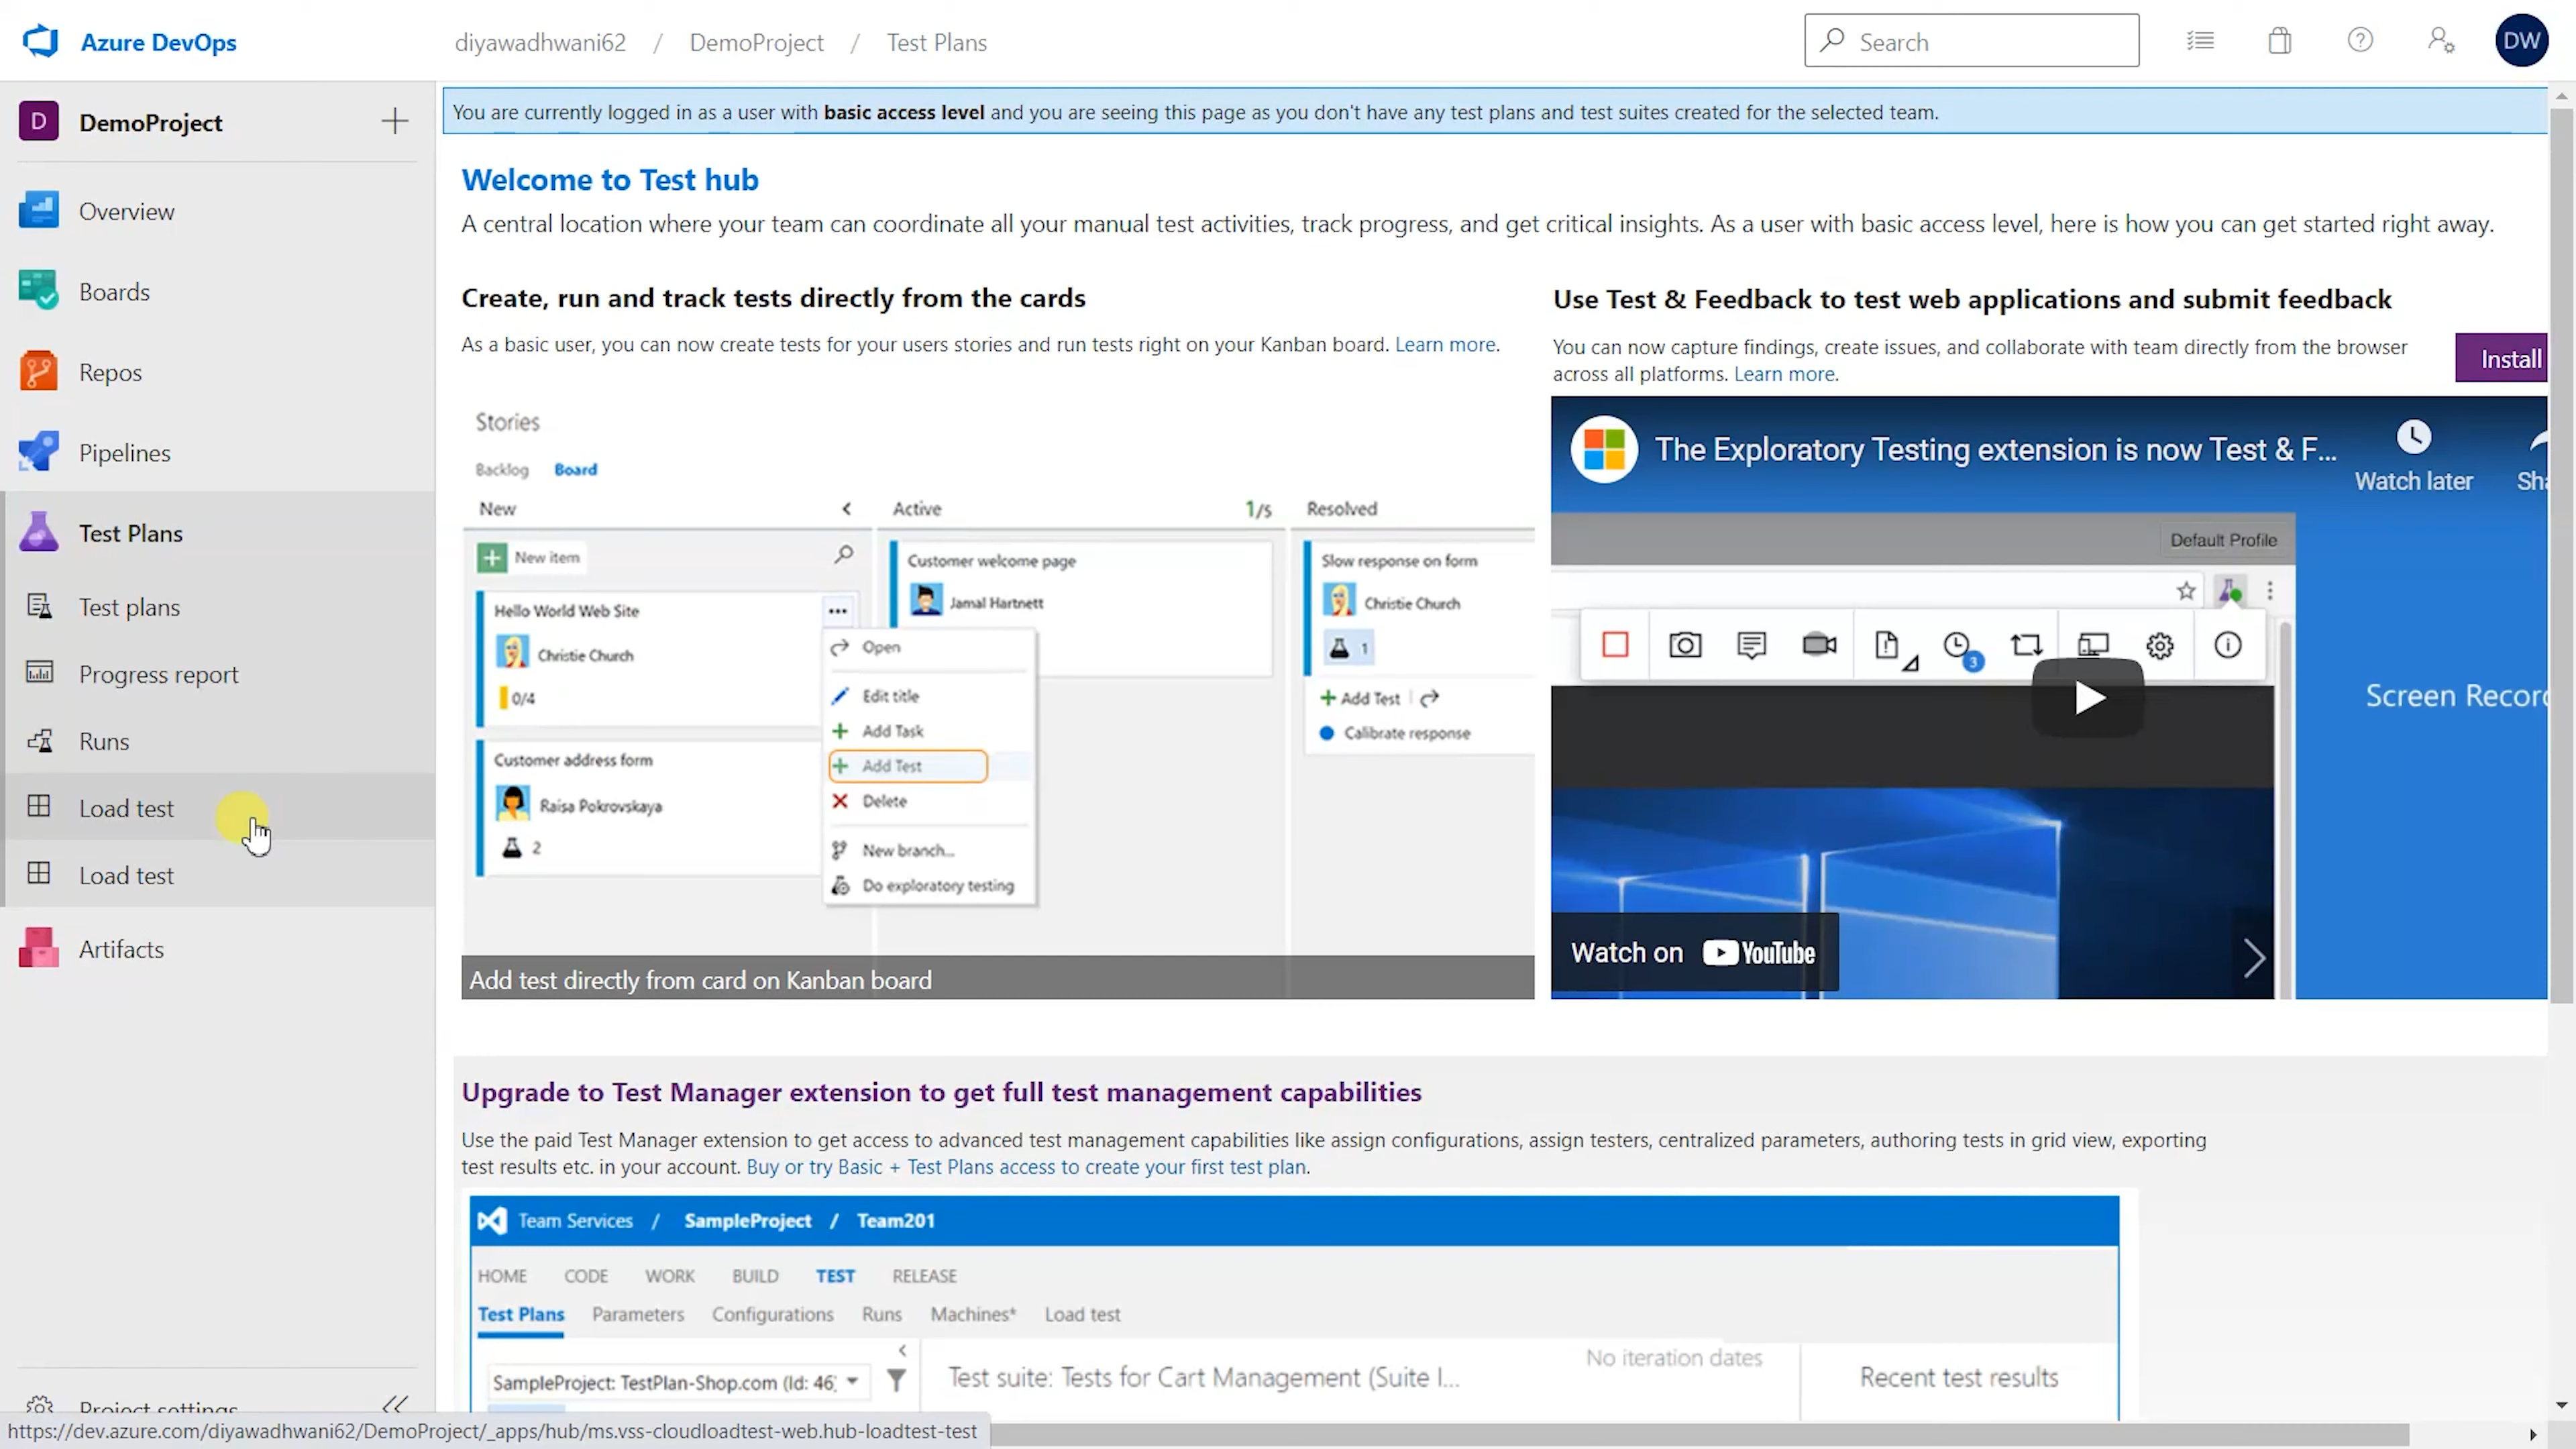 Azure DevOps
diyawadhwani62 / DemoProject / Test Plans
Search
DW
D
DemoProject
Overview
Boards
Repos
Pipelines
Test Plans
Test plans
Progress report
Runs
Load test
Load test
Artifacts
Project settings
You are currently logged in as a user with basic access level and you are seeing this page as you don't have any test plans and test suites created for the selected team.
Welcome to Test hub
A central location where your team can coordinate all your manual test activities, track progress, and get critical insights. As a user with basic access level, here is how you can get started right away.
Create, run and track tests directly from the cards
As a basic user, you can now create tests for your users stories and run tests right on your Kanban board. Learn more.
Stories
Backlog Board
New
Active 1/5
Resolved
New item
Hello World Web Site
Christie Church
0/4
Customer address form
Raisa Pokrovskaya
2
Open
Edit title
Add Task
Add Test
Delete
New branch...
Do exploratory testing
Customer welcome page
Jamal Hartnett
Slow response on form
Christie Church
1
Add Test
Calibrate response
Add test directly from card on Kanban board
Use Test & Feedback to test web applications and submit feedback
You can now capture findings, create issues, and collaborate with team directly from the browser
across all platforms. Learn more.
Install
The Exploratory Testing extension is now Test & F...
Watch later
Sha
Default Profile
3
Screen Record
Watch on YouTube
Upgrade to Test Manager extension to get full test management capabilities
Use the paid Test Manager extension to get access to advanced test management capabilities like assign configurations, assign testers, centralized parameters, authoring tests in grid view, exporting
test results etc. in your account. Buy or try Basic + Test Plans access to create your first test plan.
Team Services / SampleProject / Team201
HOME CODE WORK BUILD TEST RELEASE
Test Plans Parameters Configurations Runs Machines* Load test
SampleProject: TestPlan-Shop.com (Id: 46;
Test suite: Tests for Cart Management (Suite I...
No iteration dates
Recent test results
https://dev.azure.com/diyawadhwani62/DemoProject/_apps/hub/ms.vss-cloudloadtest-web.hub-loadtest-test